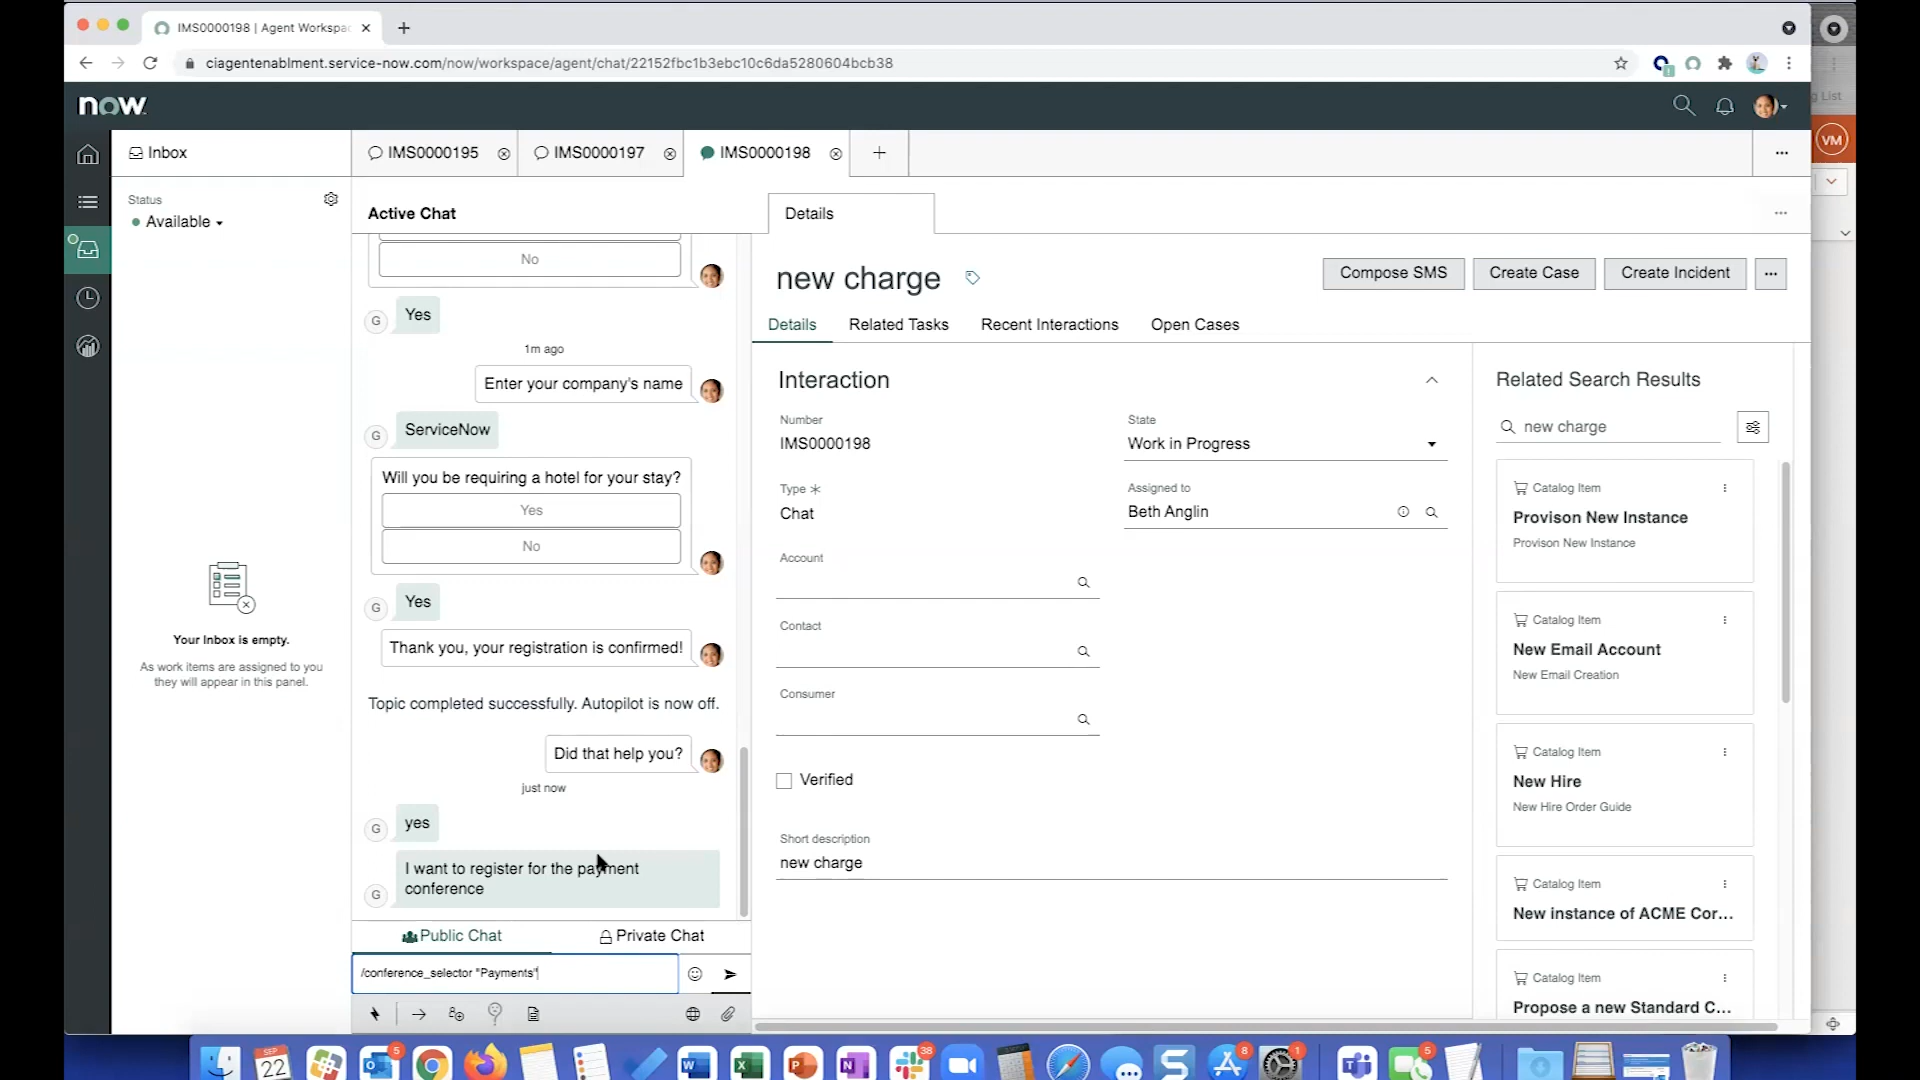 IMS0000198 | Agent Workspa
ciagentenablment.service-now.com/now/workspace/agent/chat/22152fbc1b3ebc10c6da5280604bcb38
now
g List
VM
Inbox
IMS0000195
IMS0000197
IMS0000198
Status
Available
Your Inbox is empty.
As work items are assigned to you
they will appear in this panel.
Active Chat
No
G
Yes
1m ago
Enter your company's name
G
ServiceNow
Will you be requiring a hotel for your stay?
Yes
No
G
Yes
Thank you, your registration is confirmed!
Topic completed successfully. Autopilot is now off.
Did that help you?
just now
G
yes
I want to register for the payment
conference
G
Public Chat
Private Chat
/conference_selector "Payments"
Details
new charge
Compose SMS
Create Case
Create Incident
Details
Related Tasks
Recent Interactions
Open Cases
Interaction
Number
IMS0000198
State
Work in Progress
Type
Chat
Assigned to
Beth Anglin
Account
Contact
Consumer
Verified
Short description
new charge
Related Search Results
new charge
Catalog Item
Provison New Instance
Provison New Instance
Catalog Item
New Email Account
New Email Creation
Catalog Item
New Hire
New Hire Order Guide
Catalog Item
New instance of ACME Cor...
Catalog Item
Propose a new Standard C...
SEP
22
5
38
8
1
5